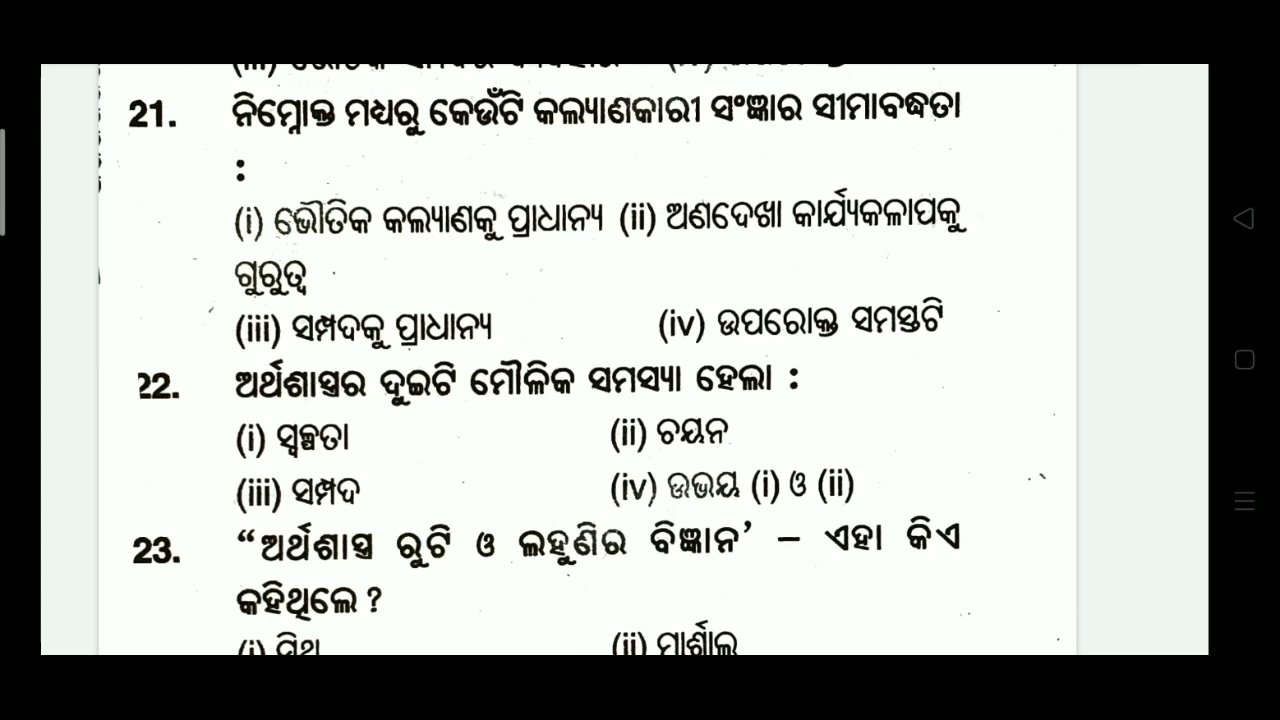 21. ନିମ୍ନୋକ୍ତ ମଧ୍ୟରୁ କେଉଁଟି କଲ୍ୟାଣକାରୀ ସଂଜ୍ଞାର ସୀମାବଦ୍ଧତା
:
(i) ଭୌତିକ କଲ୍ୟାଣକୁ ପ୍ରାଧାନ୍ୟ (ii) ଅଣଦେଖା କାର୍ଯ୍ୟକଳାପକୁ
ଗୁରୁତ୍ୱ
(iii) ସମ୍ପଦକୁ ପ୍ରାଧାନ୍ୟ (iv) ଉପରୋକ୍ତ ସମସ୍ତଟି
22. ଅର୍ଥଶାସ୍ତ୍ରର ଦୁଇଟି ମୌଳିକ ସମସ୍ୟା ହେଲା :
(i) ସ୍ୱଳ୍ପତା (ii) ଚୟନ
(iii) ସମ୍ପଦ (iv) ଉଭୟ (i) ଓ (ii)
23. “ଅର୍ଥଶାସ୍ତ୍ର ରୁଟି ଓ ଲହୁଣିର ବିଜ୍ଞାନ’ – ଏହା କିଏ
କହିଥିଲେ ?
(i) ସ୍ମିଥ (ii) ମାର୍ଶାଲ